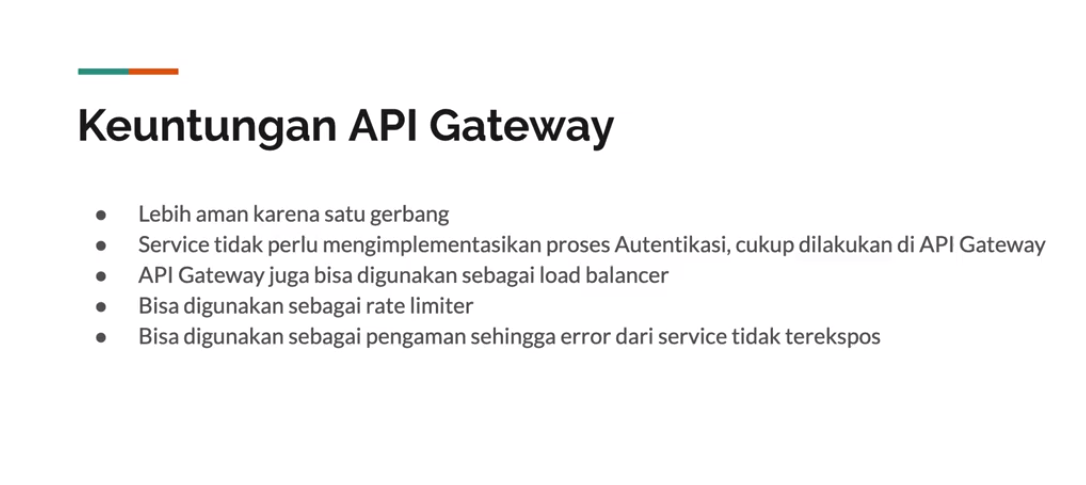 Keuntungan API Gateway
● Lebih aman karena satu gerbang
● Service tidak perlu mengimplementasikan proses Autentikasi, cukup dilakukan di API Gateway
● API Gateway juga bisa digunakan sebagai load balancer
● Bisa digunakan sebagai rate limiter
● Bisa digunakan sebagai pengaman sehingga error dari service tidak terekspos